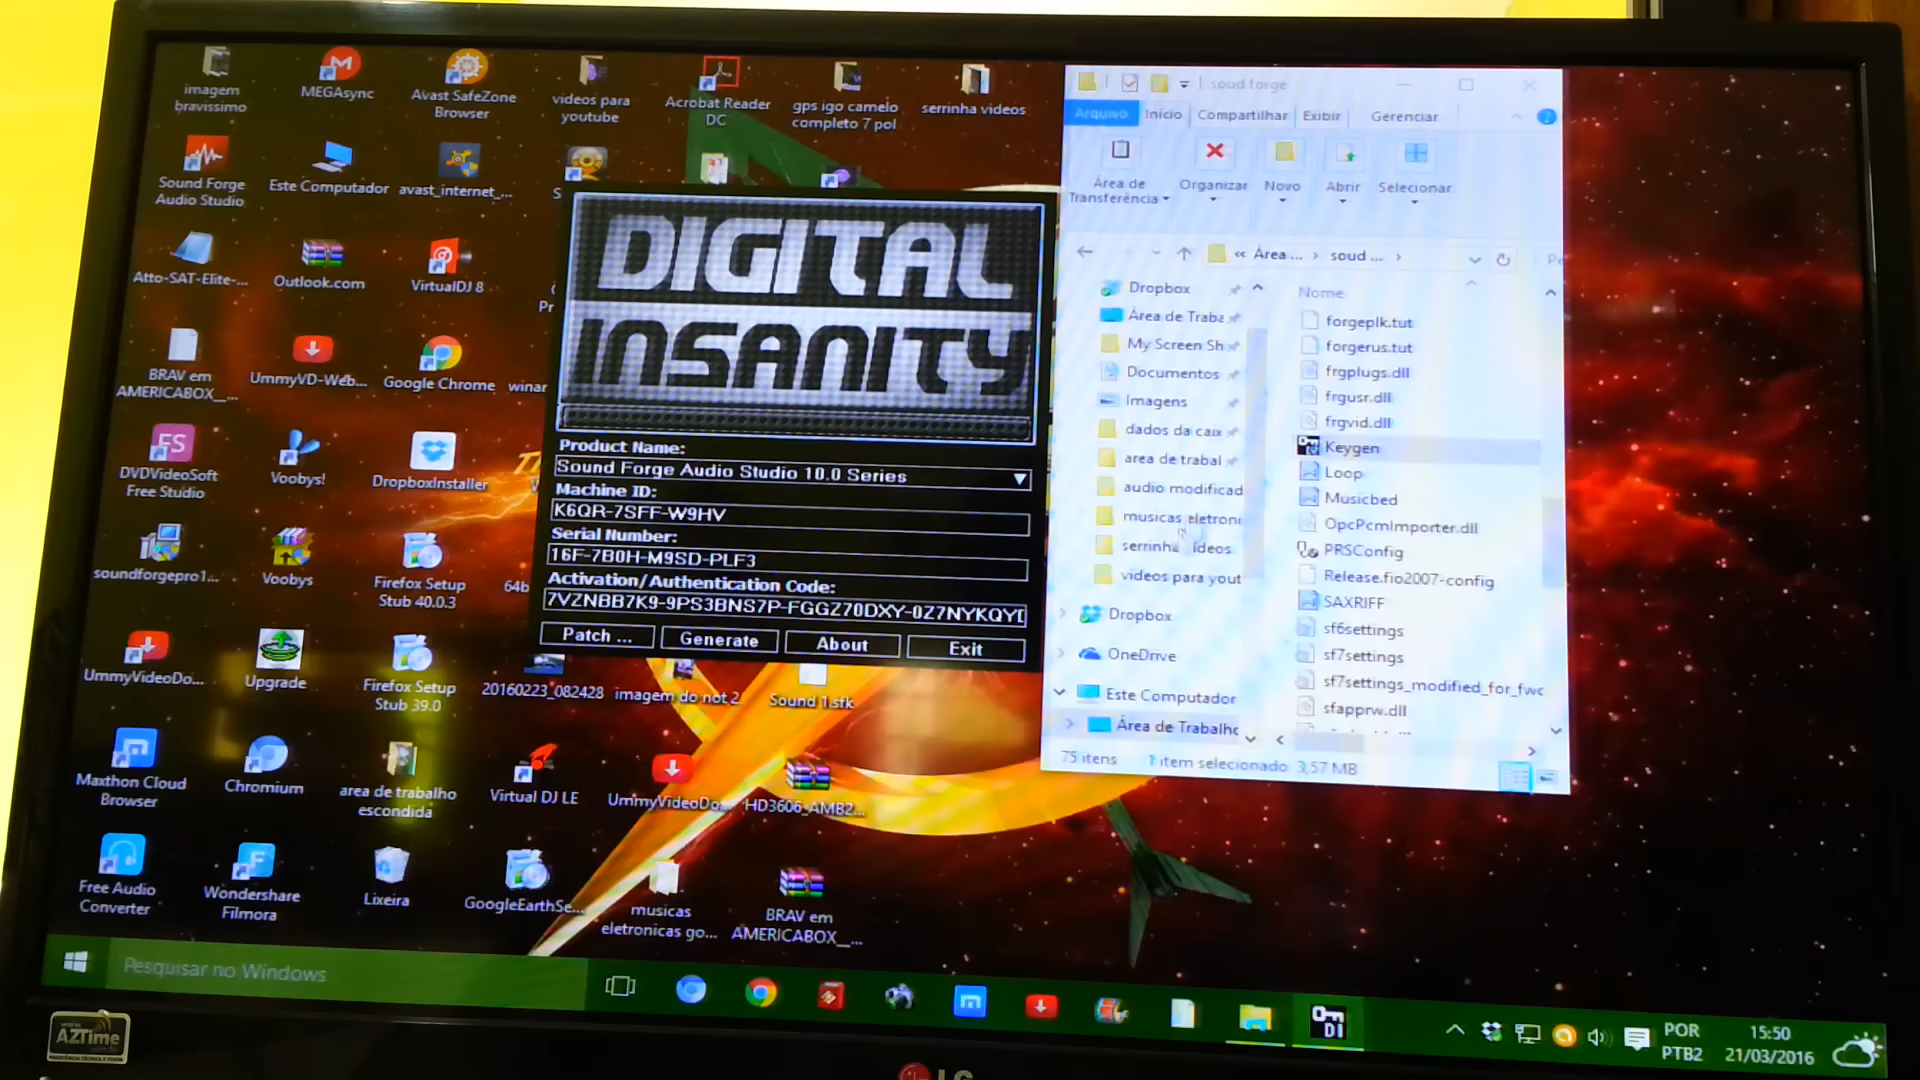 imagem
bravissimo
MEGAsync
Avast SafeZone
Browser
videos para
youtube
Acrobat Reader
DC
gps igo camelo
completo 7 pol
serrinha videos
Sound Forge
Audio Studio
Este Computador
avast_internet_...
Atto-SAT-Elite-...
Outlook.com
VirtualDJ 8
BRAV em
AMERICABOX__...
UmmyVD-Web...
Google Chrome
winar
DVDVideoSoft
Free Studio
Voobys!
DropboxInstaller
soundforgepro1...
Voobys
Firefox Setup
Stub 40.0.3
64b
UmmyVideoDo...
Upgrade
Firefox Setup
Stub 39.0
20160223_082428
imagem do not 2
Sound 1.sfk
Maxthon Cloud
Browser
Chromium
area de trabalho
escondida
Virtual DJ LE
UmmyVideoDo...
HD3606_AMB2...
Free Audio
Converter
Wondershare
Filmora
Lixeira
GoogleEarthSe...
musicas
eletronicas go...
BRAV em
AMERICABOX__...
DIGITAL
INSANITY
Product Name:
Sound Forge Audio Studio 10.0 Series
Machine ID:
K6QR-7SFF-W9HV
Serial Number:
16F-7B0H-M9SD-PLF3
Activation/Authentication Code:
7VZNBB7K9-9PS3BNS7P-FGGZ70DXY-0Z7NYKQY
Patch ...
Generate
About
Exit
soud forge
Arquivo
Início
Compartilhar
Exibir
Gerenciar
Área de
Transferência
Organizar
Novo
Abrir
Selecionar
« Área ... › soud ... ›
Pe
Dropbox
Área de Traba
My Screen Sh
Documentos
Imagens
dados da cai
area de trabal
audio modificad
musicas eletroni
serrinha videos
videos para yout
Dropbox
OneDrive
Este Computador
Área de Trabalho
Nome
forgeplk.tut
forgerus.tut
frgplugs.dll
frgusr.dll
frgvid.dll
Keygen
Loop
Musicbed
OpcPcmImporter.dll
PRSConfig
Release.fio2007-config
SAXRIFF
sf6settings
sf7settings
sf7settings_modified_for_fwc
sfapprw.dll
75 itens
1 item selecionado 3,57 MB
Pesquisar no Windows
POR
PTB2
15:50
21/03/2016
AZTime
LG